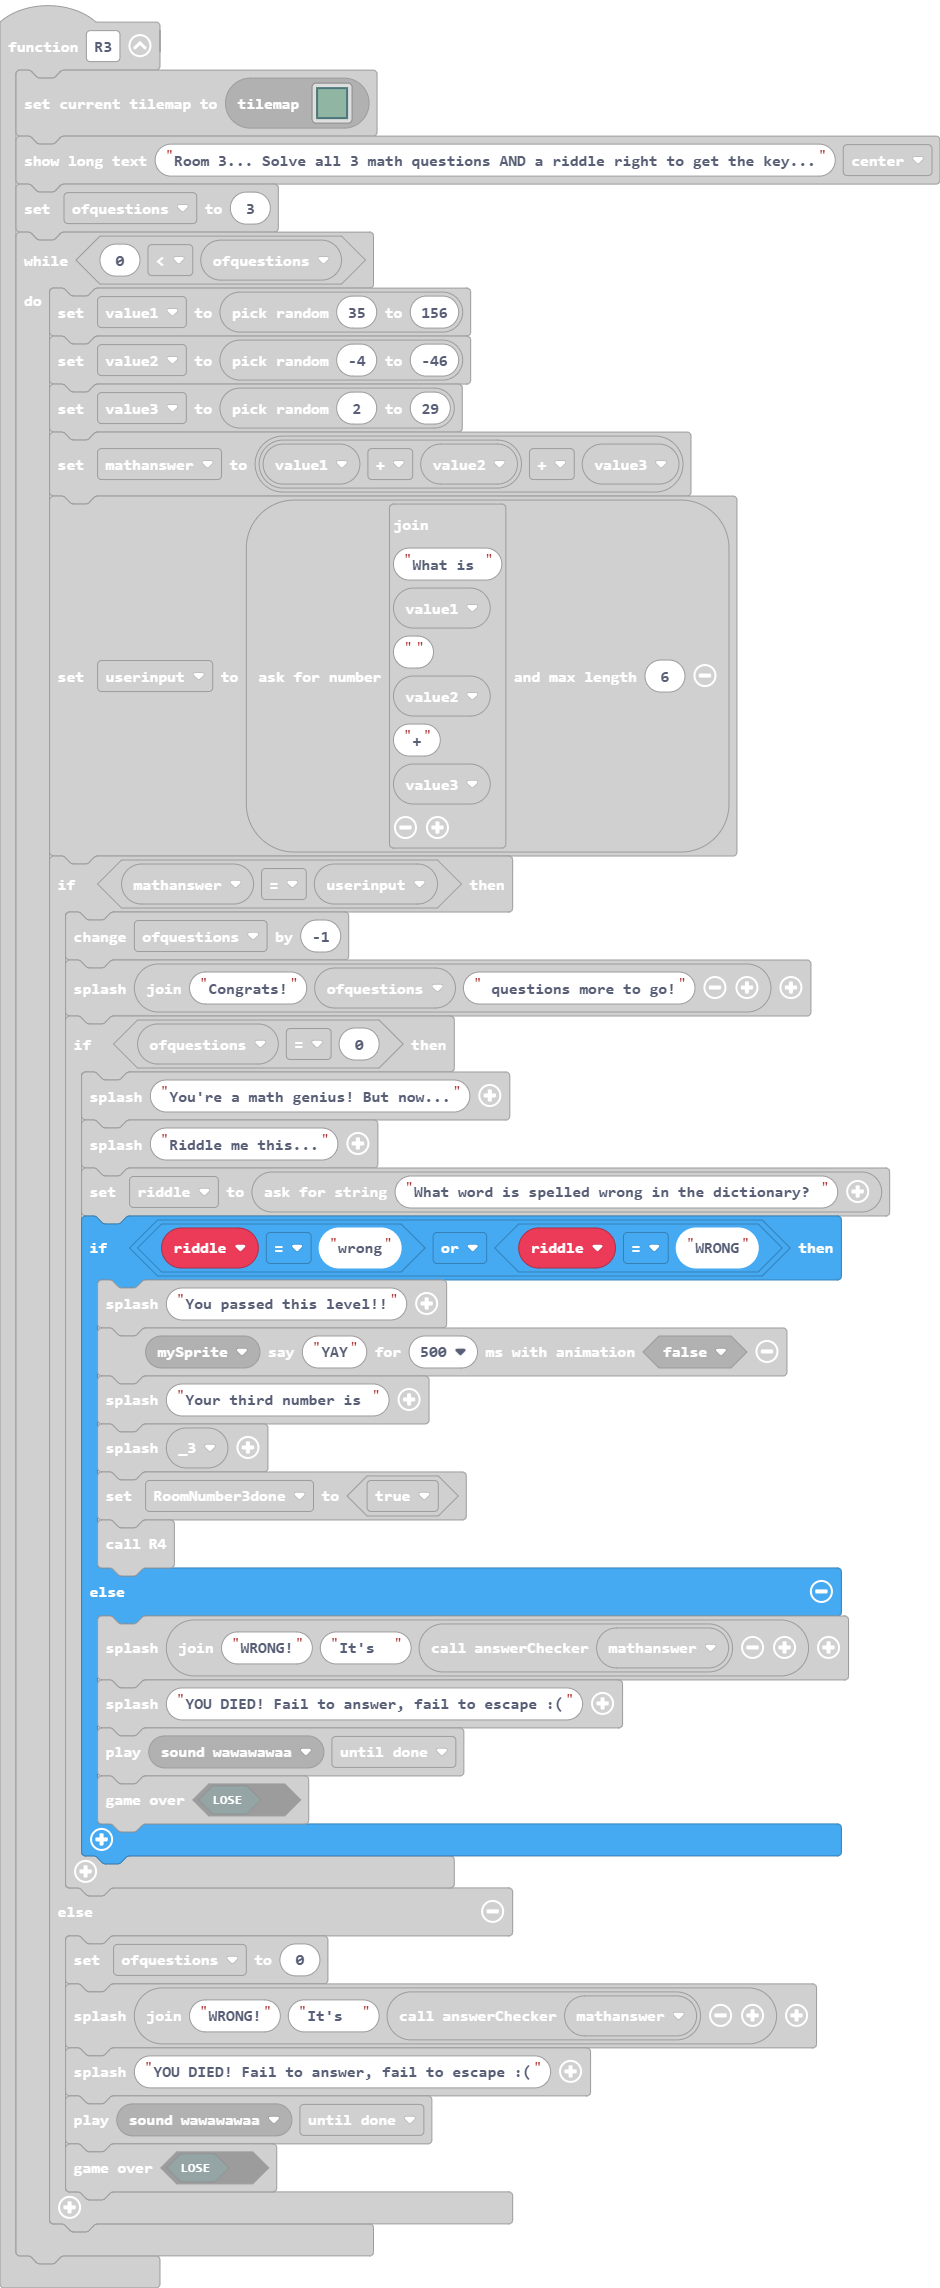 function R3
set current tilemap to tilemap
show long text "Room 3... Solve all 3 math questions AND a riddle right to get the key..." center
set ofquestions to 3
while 0 < ofquestions
do
set value1 to pick random 35 to 156
set value2 to pick random -4 to -46
set value3 to pick random 2 to 29
set mathanswer to value1 + value2 + value3
join
"What is "
value1
" "
set userinput to ask for number and max length 6
value2
"+"
value3
if mathanswer = userinput then
change ofquestions by -1
splash join "Congrats!" ofquestions " questions more to go!"
if ofquestions = 0 then
splash "You're a math genius! But now..."
splash "Riddle me this..."
set riddle to ask for string "What word is spelled wrong in the dictionary? "
if riddle = "wrong" or riddle = "WRONG" then
splash "You passed this level!!"
mySprite say "YAY" for 500 ms with animation false
splash "Your third number is "
splash _3
set RoomNumber3done to true
call R4
else
splash join "WRONG!" "It's  " call answerChecker mathanswer
splash "YOU DIED! Fail to answer, fail to escape :("
play sound wawawawaa until done
game over LOSE
else
set ofquestions to 0
splash join "WRONG!" "It's  " call answerChecker mathanswer
splash "YOU DIED! Fail to answer, fail to escape :("
play sound wawawawaa until done
game over LOSE